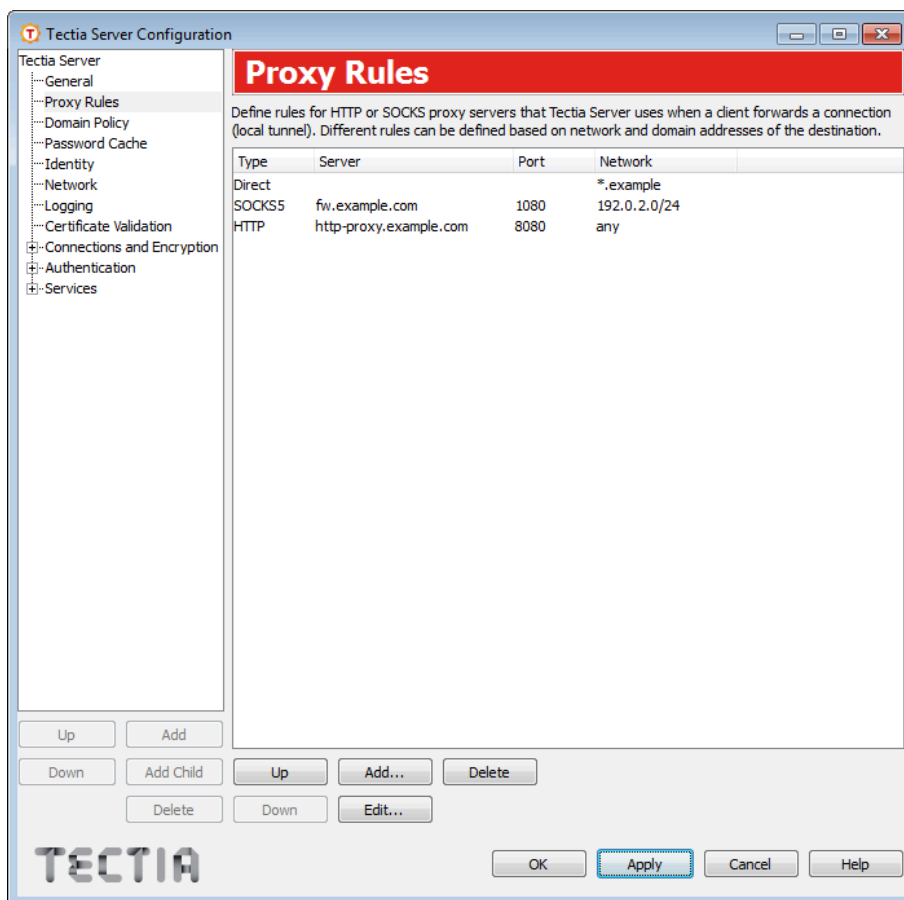 Tectia Server Configuration
Tectia Server
General
Proxy Rules
Domain Policy
Password Cache
Identity
Network
Logging
Certificate Validation
Connections and Encryption
Authentication
Services
Proxy Rules
Define rules for HTTP or SOCKS proxy servers that Tectia Server uses when a client forwards a connection
(local tunnel). Different rules can be defined based on network and domain addresses of the destination.
Type Server Port Network
Direct *.example
SOCKS5 fw.example.com 1080 192.0.2.0/24
HTTP http-proxy.example.com 8080 any
Up Add
Down Add Child
Delete
Up Add... Delete
Down Edit...
TECTIA
OK Apply Cancel Help